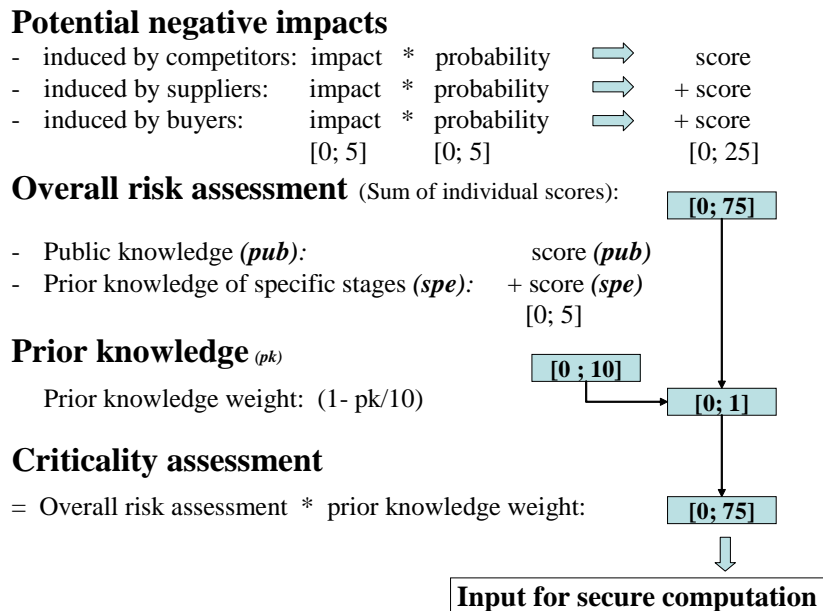 Potential negative impacts
- induced by competitors: impact * probability score
- induced by suppliers: impact * probability + score
- induced by buyers: impact * probability + score
[0; 5] [0; 5] [0; 25]
Overall risk assessment (Sum of individual scores): [0; 75]
- Public knowledge (pub): score (pub)
- Prior knowledge of specific stages (spe): + score (spe)
[0; 5]
Prior knowledge (pk)
[0 ; 10]
Prior knowledge weight: (1- pk/10) [0; 1]
Criticality assessment
= Overall risk assessment * prior knowledge weight: [0; 75]
Input for secure computation